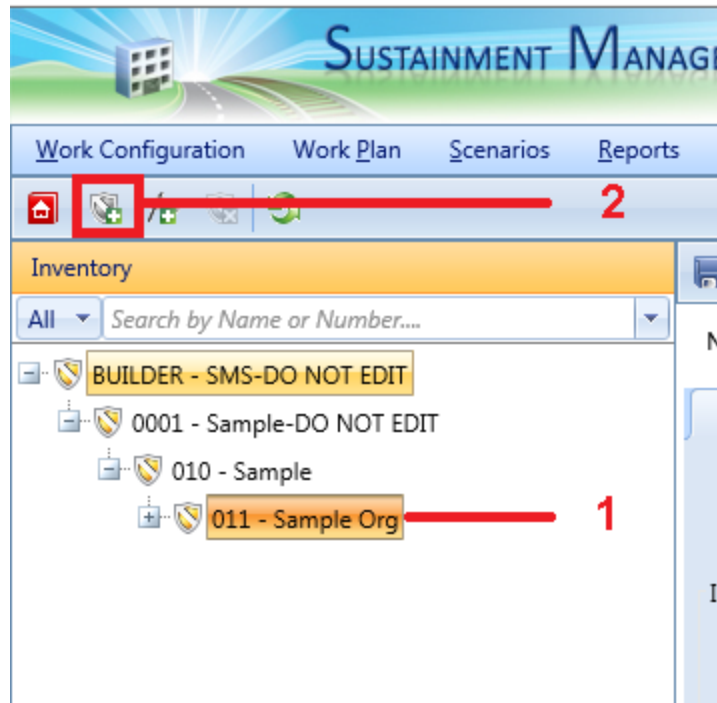 SUSTAINMENT MANAGE
Work Configuration Work Plan Scenarios Reports
2
Inventory
All Search by Name or Number....
N
BUILDER - SMS-DO NOT EDIT
0001 - Sample-DO NOT EDIT
010 - Sample
011 - Sample Org 1
I